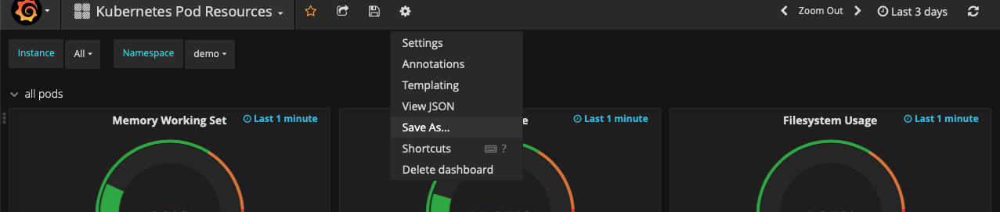 Kubernetes Pod Resources
Zoom Out
Last 3 days
Instance
All
Namespace
demo
all pods
Settings
Annotations
Templating
View JSON
Save As...
Shortcuts ?
Delete dashboard
Memory Working Set
Last 1 minute
e
Last 1 minute
Filesystem Usage
Last 1 minute